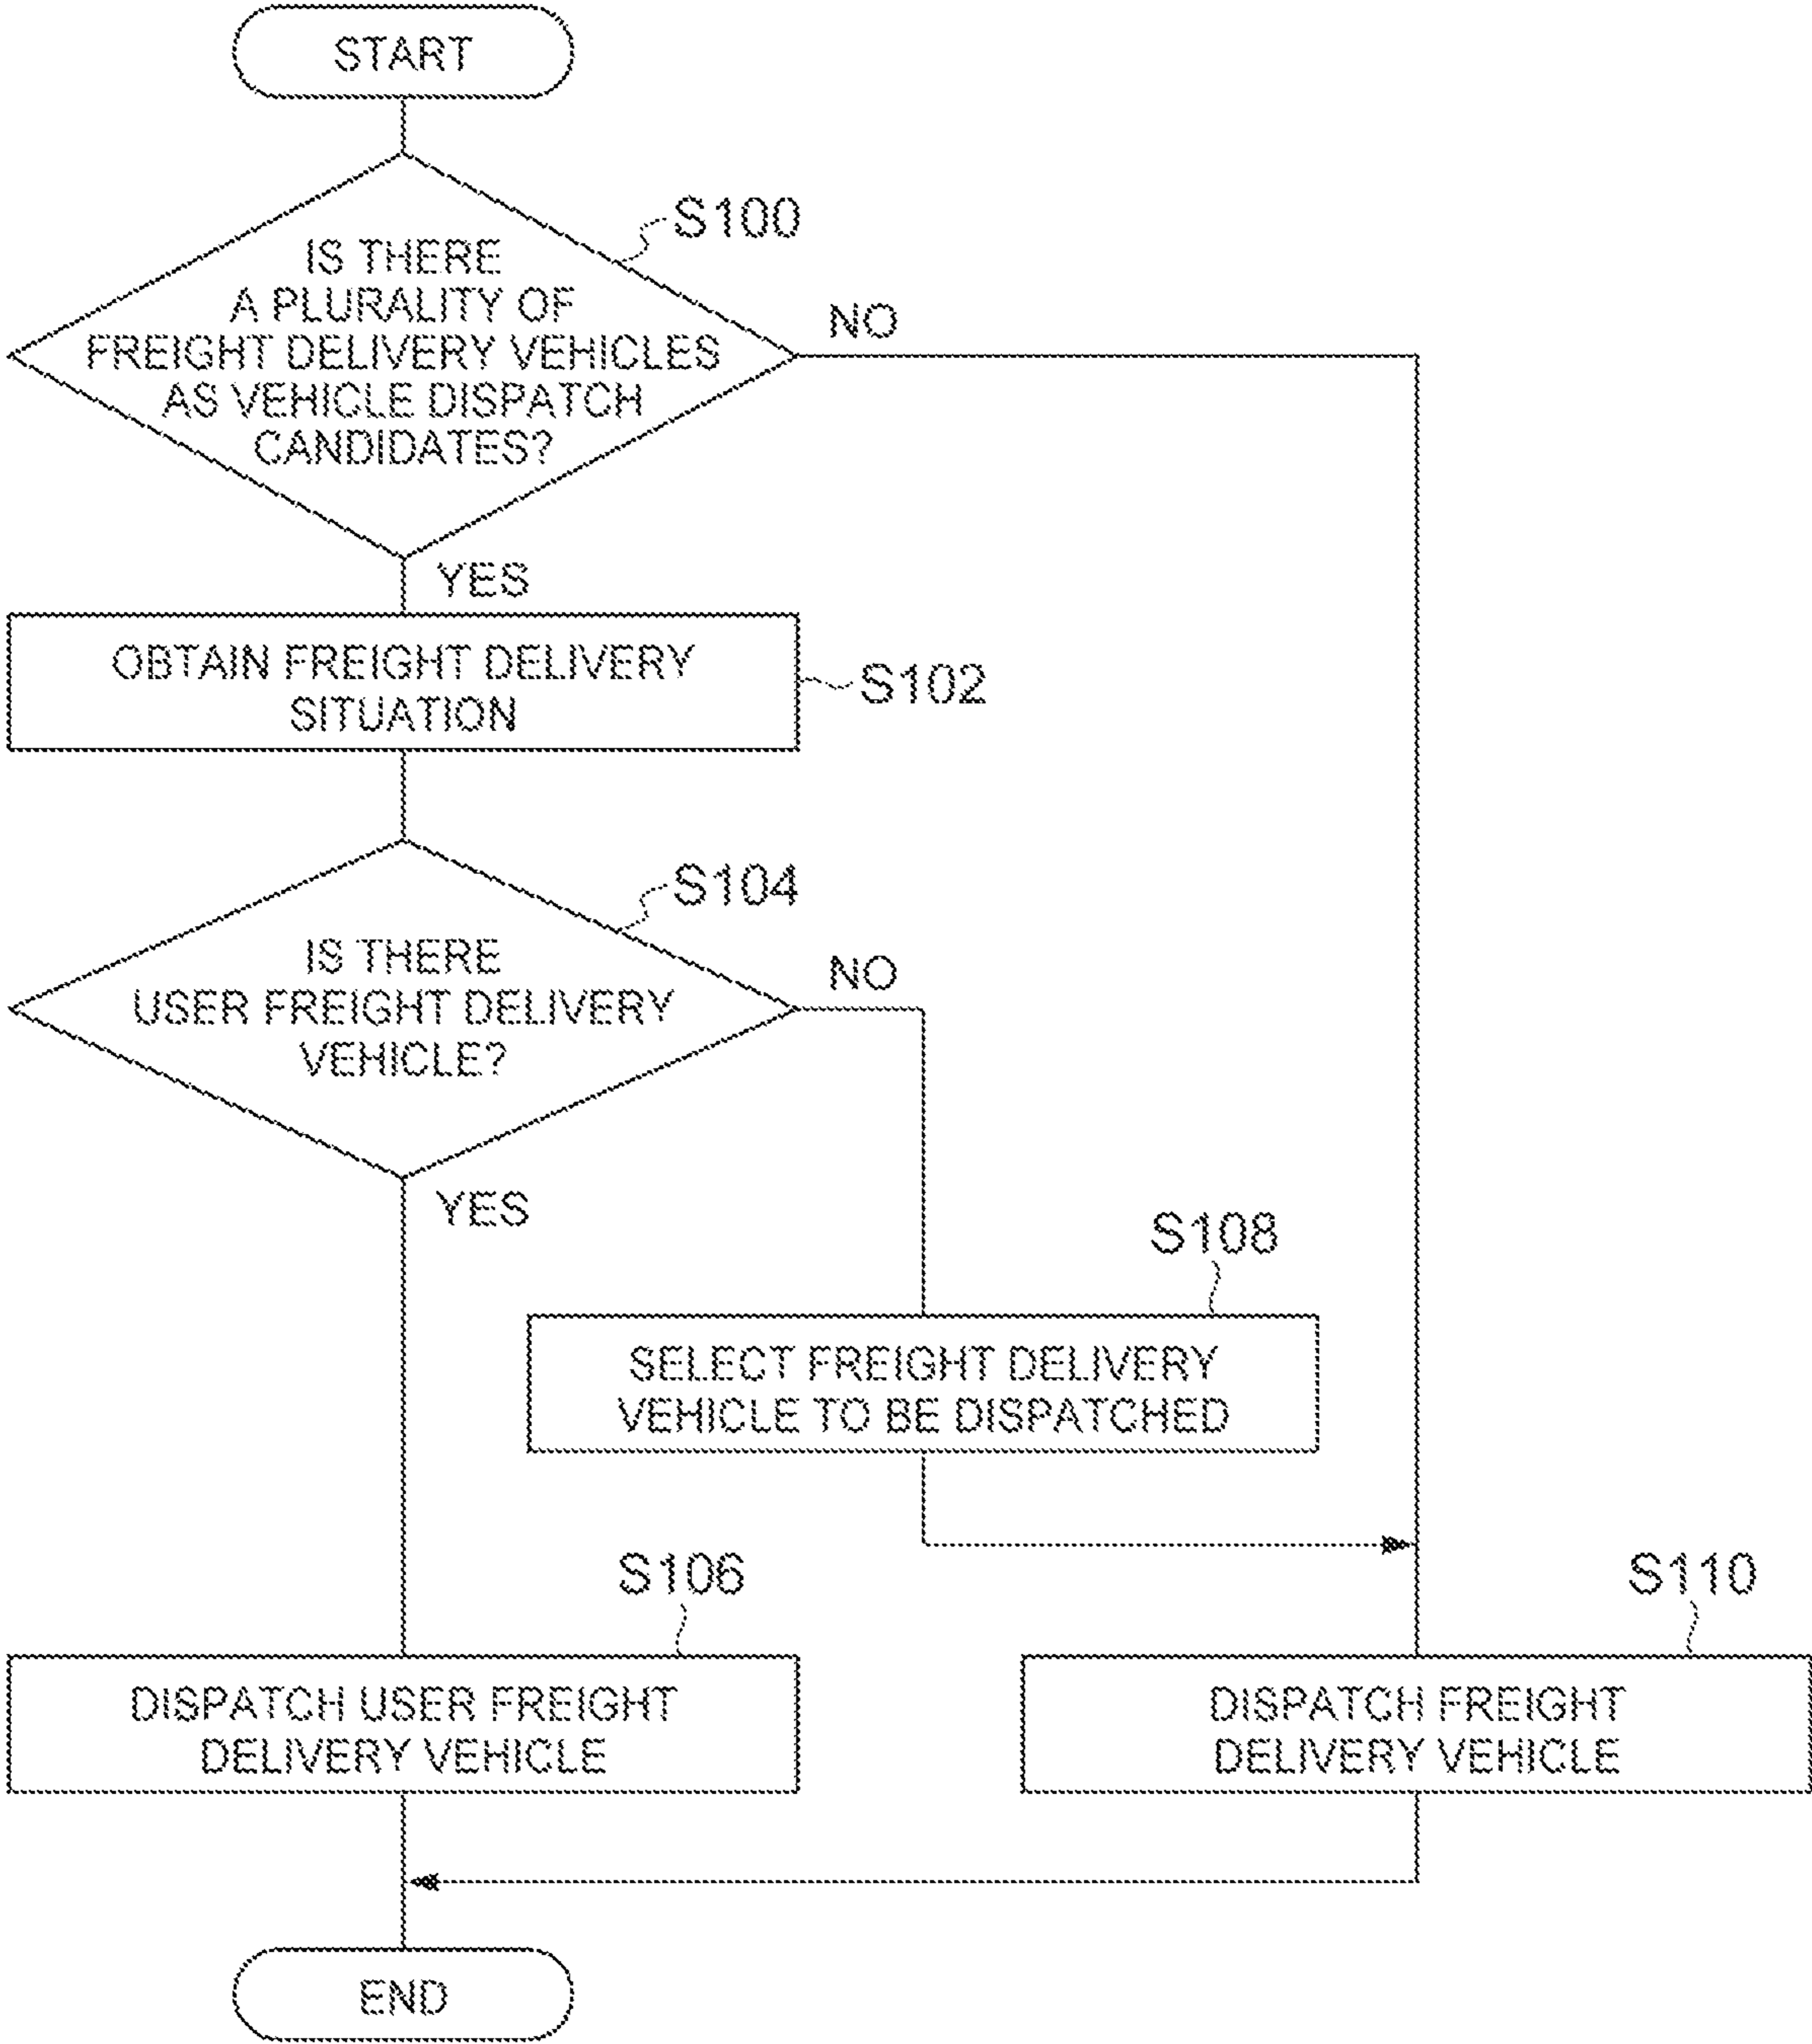 START
S100
IS THERE
A PLURALITY OF
FREIGHT DELIVERY VEHICLES
AS VEHICLE DISPATCH
CANDIDATES?
NO
YES
OBTAIN FREIGHT DELIVERY
SITUATION
S102
S104
IS THERE
USER FREIGHT DELIVERY
VEHICLE?
NO
YES
S108
SELECT FREIGHT DELIVERY
VEHICLE TO BE DISPATCHED
S106
DISPATCH USER FREIGHT
DELIVERY VEHICLE
S110
DISPATCH FREIGHT
DELIVERY VEHICLE
END